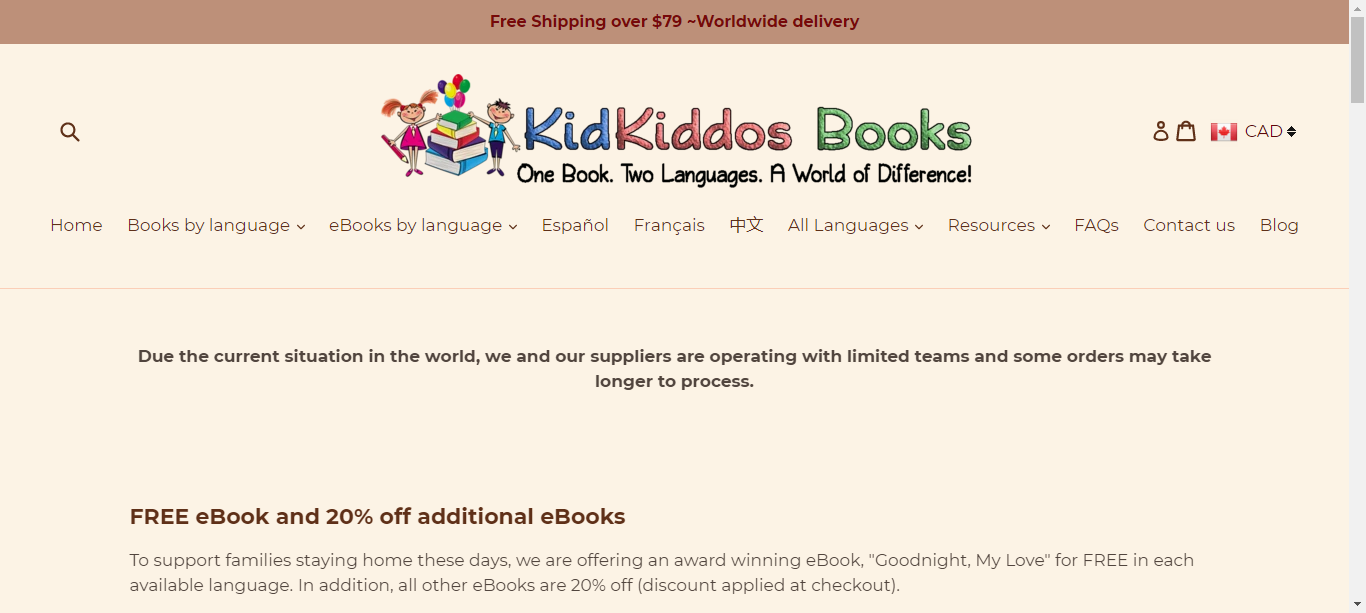 Free Shipping over $79 ~Worldwide delivery
KidKiddos Books
One Book. Two Languages. A World of Difference!
CAD
Home Books by language eBooks by language Español Français 中文 All Languages Resources FAQs Contact us Blog
Due the current situation in the world, we and our suppliers are operating with limited teams and some orders may take
longer to process.
FREE eBook and 20% off additional eBooks
To support families staying home these days, we are offering an award winning eBook, "Goodnight, My Love" for FREE in each
available language. In addition, all other eBooks are 20% off (discount applied at checkout).